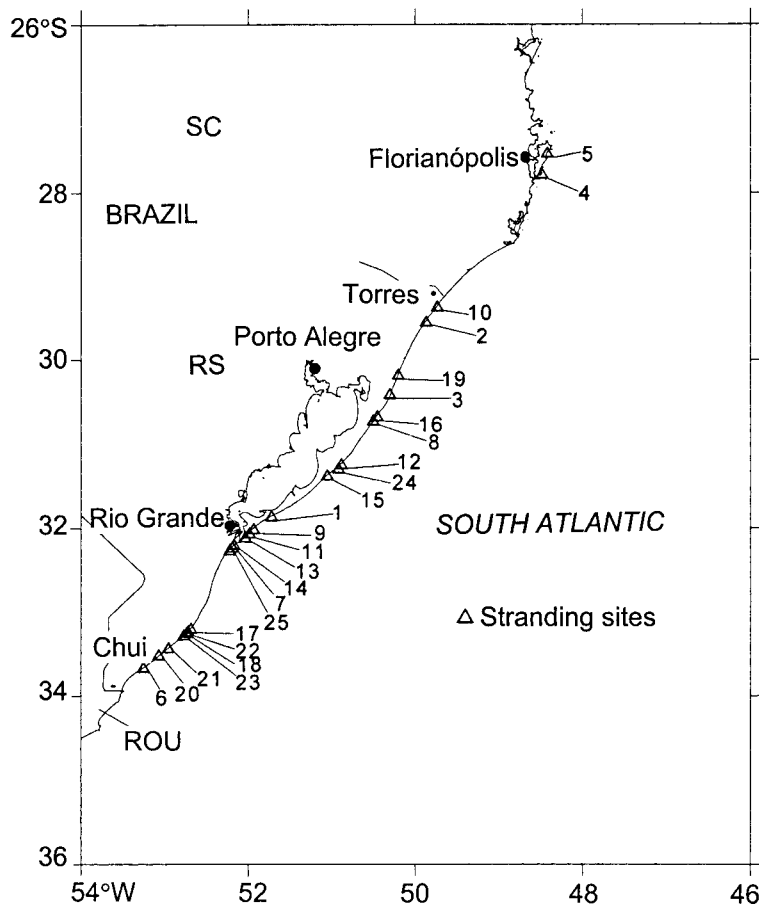 26°S
SC
Florianópolis
5
4
28
BRAZIL
Torres
10
2
Porto Alegre
30
RS
19
3
16
8
12
24
15
1
Rio Grande
32
SOUTH ATLANTIC
9
11
13
14
7
25
△ Stranding sites
17
22
18
23
Chui
21
20
6
34
ROU
36
54°W
52
50
48
46